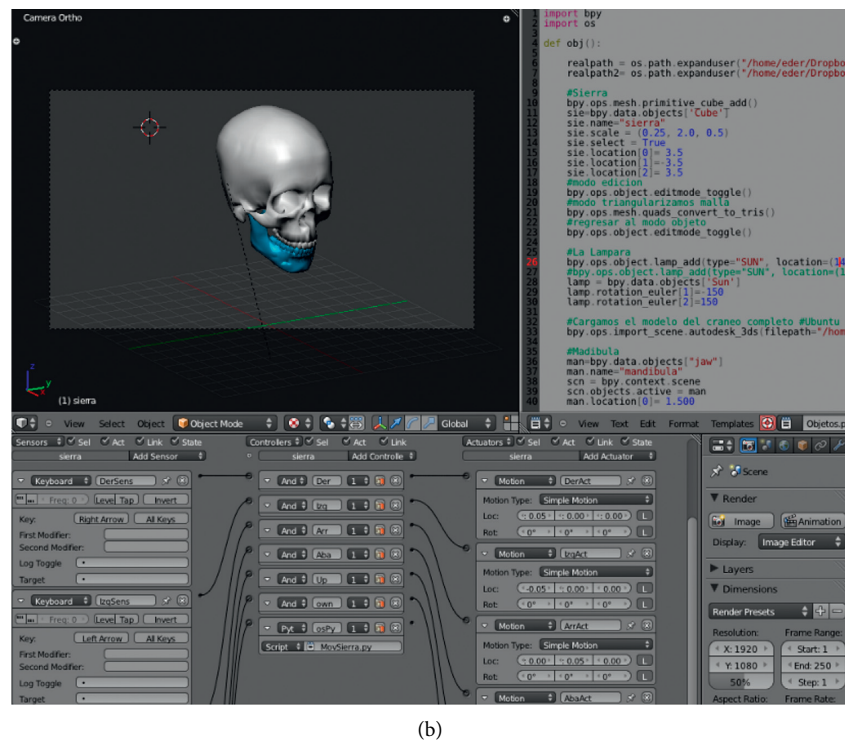 Camera Ortho
(1) sierra
View Select Object Object Mode Global
1 import bpy
2 import os
3
4 def obj():
5
6 realpath = os.path.expanduser("/home/eder/Dropbo
7 realpath2= os.path.expanduser("/home/eder/Dropbo
8
9 #Sierra
10 bpy.ops.mesh.primitive_cube_add()
11 sie=bpy.data.objects['Cube']
12 sie.name="sierra"
13 sie.scale = (0.25, 2.0, 0.5)
14 sie.select = True
15 sie.location[0]= 3.5
16 sie.location[1]=-3.5
17 sie.location[2]= 3.5
18 #modo edicion
19 bpy.ops.object.editmode_toggle()
20 #modo triangularizamos malla
21 bpy.ops.mesh.quads_convert_to_tris()
22 #regresar al modo objeto
23 bpy.ops.object.editmode_toggle()
24
25 #La Lampara
26 bpy.ops.object.lamp_add(type="SUN", location=(14
27 #bpy.ops.object.lamp_add(type="SUN", location=(1
28 lamp = bpy.data.objects['Sun']
29 lamp.rotation_euler[1]=-150
30 lamp.rotation_euler[2]=150
31
32 #Cargamos el modelo del craneo completo #Ubuntu
33 bpy.ops.import_scene.autodesk_3ds(filepath="/hom
34
35 #Madibula
36 man=bpy.data.objects["jaw"]
37 man.name="mandibula"
38 scn = bpy.context.scene
39 scn.objects.active = man
40 man.location[0]= 1.500
View Text Edit Format Templates Objetos.p
Sensors Sel Act Link State
sierra Add Sensor
Keyboard DerSens
Freq: 0 Level Tap Invert
Key: Right Arrow All Keys
First Modifier:
Second Modifier:
Log Toggle
Target
Keyboard IzqSens
Freq: 0 Level Tap Invert
Key: Left Arrow All Keys
First Modifier:
Second Modifier:
Log Toggle
Target
Controllers Sel Act Link
sierra Add Controlle
And Der 1
And Izq 1
And Arr 1
And Aba 1
And Up 1
And own 1
Pyt osPy 1
Script MovSierra.py
Actuators Sel Act Link State
sierra Add Actuator
Motion DerAct
Motion Type: Simple Motion
Loc: 0.05 0.00 0.00 L
Rot: 0° 0° 0° L
Motion IzqAct
Motion Type: Simple Motion
Loc: -0.05 0.00 0.00 L
Rot: 0° 0° 0° L
Motion ArrAct
Motion Type: Simple Motion
Loc: 0.00 0.05 0.00 L
Rot: 0° 0° 0° L
Motion AbaAct
Scene
Render
Image Animation
Display: Image Editor
Layers
Dimensions
Render Presets
Resolution: Frame Range:
X: 1920 Start: 1
Y: 1080 End: 250
50% Step: 1
Aspect Ratio: Frame Rate:
(b)